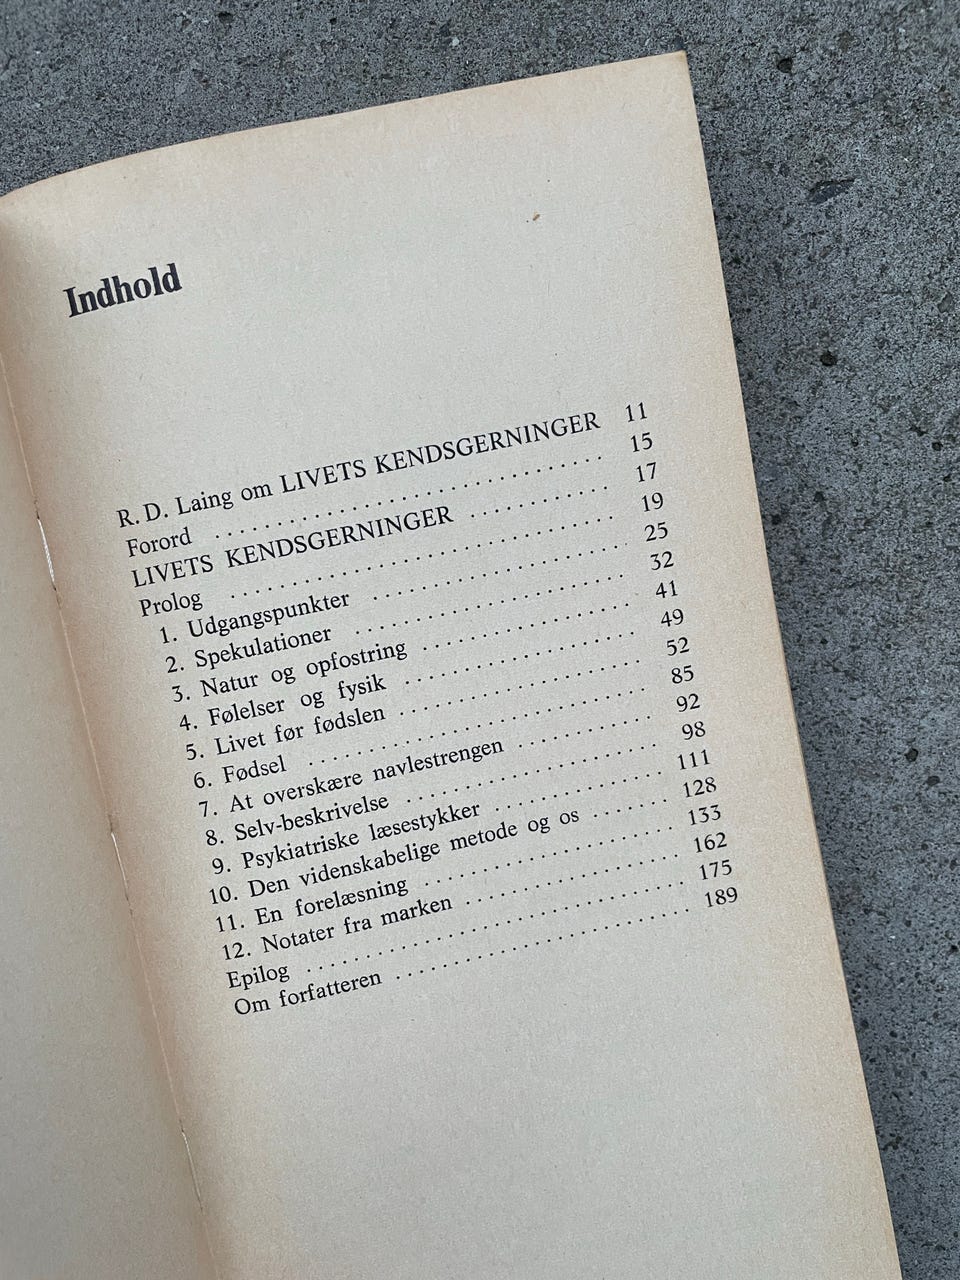 Indhold
R. D. Laing om LIVETS KENDSGERNINGER 11
Forord .................................. 15
LIVETS KENDSGERNINGER ............ 17
Prolog .................................. 19
1. Udgangspunkter ...................... 25
2. Spekulationer ........................ 32
3. Natur og opfostring .................. 41
4. Følelser og fysik .................... 49
5. Livet før fødslen .................... 52
6. Fødsel .............................. 85
7. At overskære navlestrengen ............ 92
8. Selv-beskrivelse ...................... 98
9. Psykiatriske læsestykker .............. 111
10. Den videnskabelige metode og os ....... 128
11. En forelæsning ...................... 133
12. Notater fra marken .................. 162
Epilog .................................. 175
Om forfatteren .......................... 189